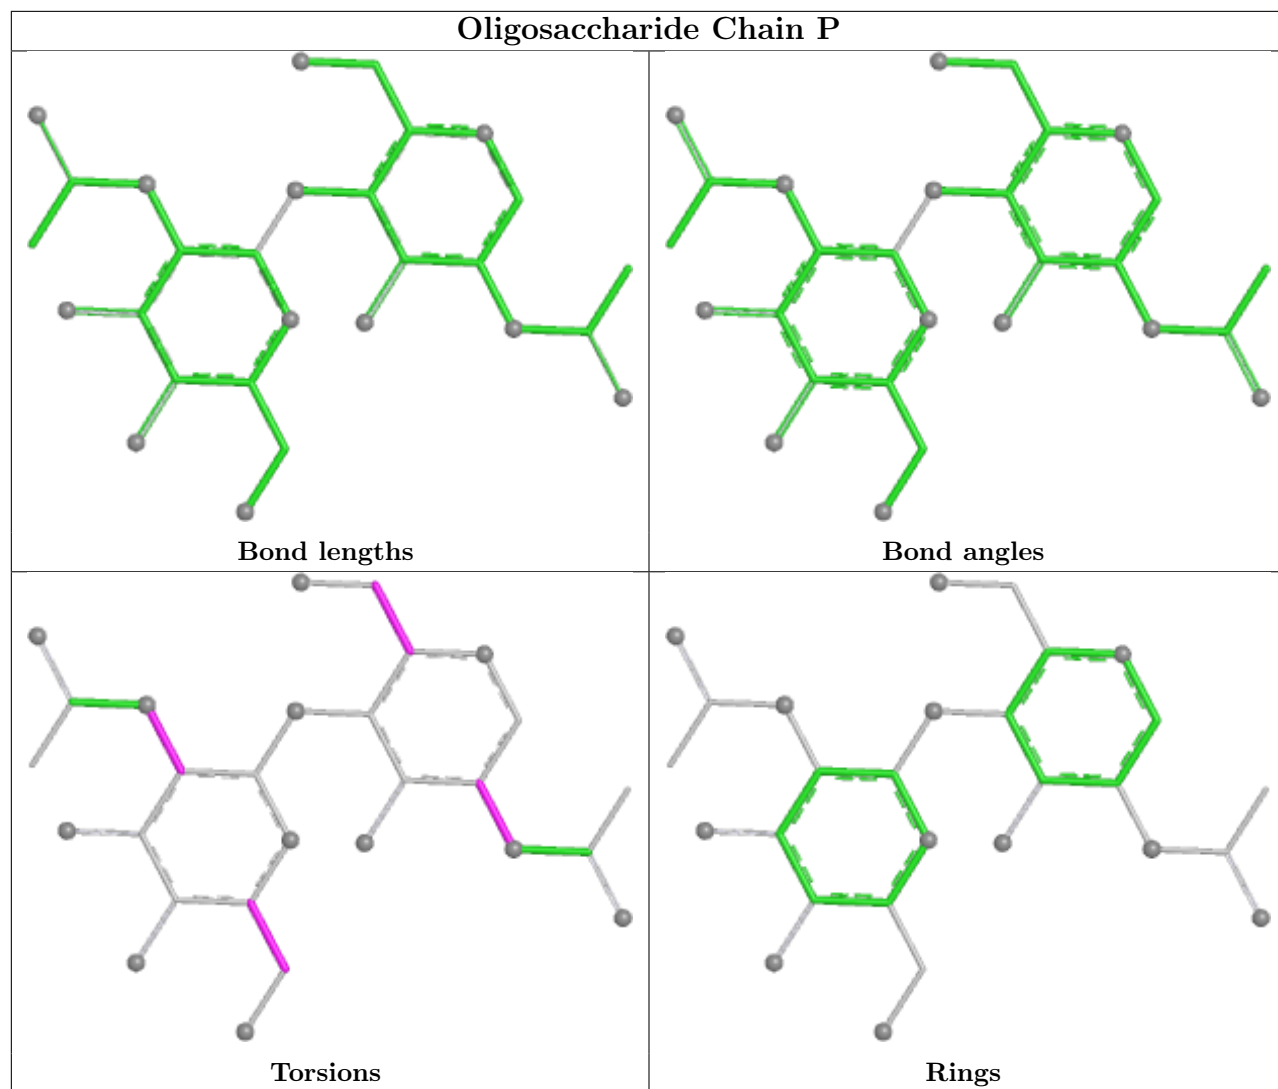 Oligosaccharide Chain P
Bond lengths
Bond angles
Torsions
Rings